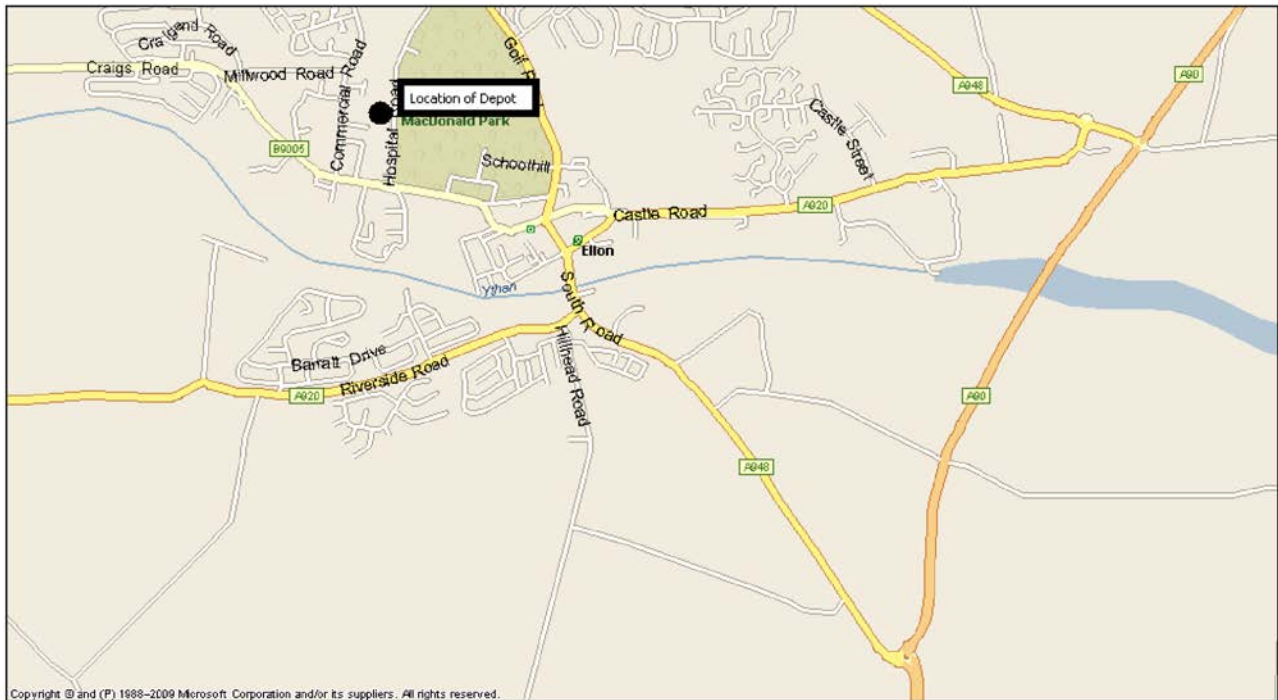 Craigend Road
Golf R
A90
Craigs Road
Millwood Road
Commercial Road
A948
Location of Depot
Hospital Road
MacDonald Park
Castle Street
B9005
Schoolhill
Castle Road
A920
Ellon
Ythan
South Road
Barratt Drive
Riverside Road
Hillhead Road
A920
A90
A948
Copyright © and (P) 1988–2009 Microsoft Corporation and/or its suppliers. All rights reserved.